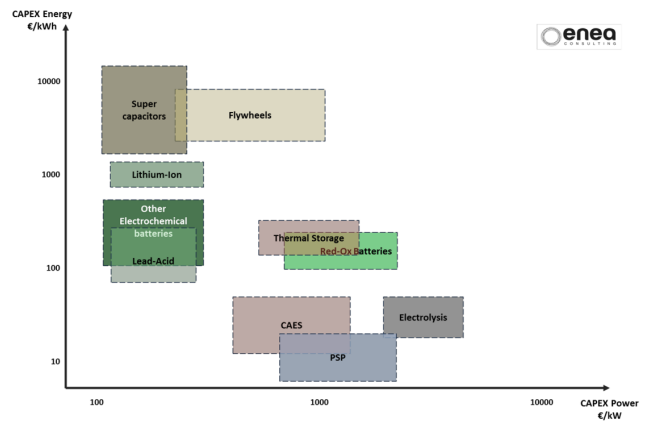 CAPEX Energy
€/kWh
enea
CONSULTING
10000
Super
capacitors
Flywheels
1000
Lithium-Ion
Other
Electrochemical
batteries
Thermal Storage
Red-Ox Batteries
100
Lead-Acid
CAES
Electrolysis
PSP
10
100
1000
10000
CAPEX Power
€/kW